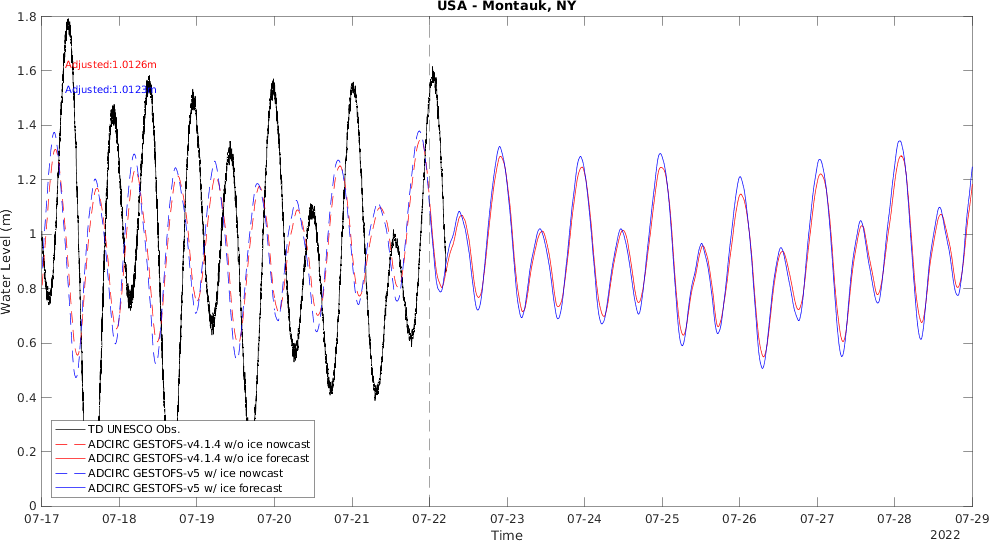 USA - Montauk, NY
1.8
1.6
1.4
1.2
1
0.8
0.6
0.4
0.2
0
Water Level (m)
Adjusted:1.0126m
Adjusted:1.0123m
TD UNESCO Obs.
ADCIRC GESTOFS-v4.1.4 w/o ice nowcast
ADCIRC GESTOFS-v4.1.4 w/o ice forecast
ADCIRC GESTOFS-v5 w/ ice nowcast
ADCIRC GESTOFS-v5 w/ ice forecast
07-17 07-18 07-19 07-20 07-21 07-22 07-23 07-24 07-25 07-26 07-27 07-28 07-29
Time
2022